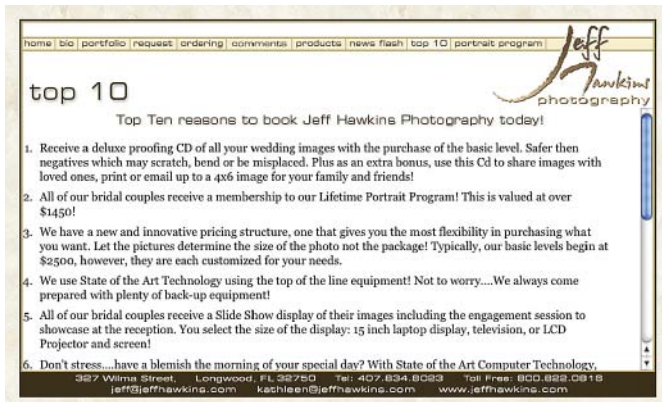 home bio portfolio request ordering comments products news flash top 10 portrait program
Jeff
Hawkins
photography
top 10
Top Ten reasons to book Jeff Hawkins Photography today!
1. Receive a deluxe proofing CD of all your wedding images with the purchase of the basic level. Safer then
negatives which may scratch, bend or be misplaced. Plus as an extra bonus, use this Cd to share images with
loved ones, print or email up to a 4x6 image for your family and friends!
2. All of our bridal couples receive a membership to our Lifetime Portrait Program! This is valued at over
$1450!
3. We have a new and innovative pricing structure, one that gives you the most flexibility in purchasing what
you want. Let the pictures determine the size of the photo not the package! Typically, our basic levels begin at
$2500, however, they are each customized for your needs.
4. We use State of the Art Technology using the top of the line equipment! Not to worry....We always come
prepared with plenty of back-up equipment!
5. All of our bridal couples receive a Slide Show display of their images including the engagement session to
showcase at the reception. You select the size of the display: 15 inch laptop display, television, or LCD
Projector and screen!
6. Don't stress....have a blemish the morning of your special day? With State of the Art Computer Technology,
327 Wilma Street, Longwood, FL 32750 Tel: 407.834.8023 Toll Free: 800.822.0816
jeff@jeffhawkins.com kathleen@jeffhawkins.com www.jeffhawkins.com